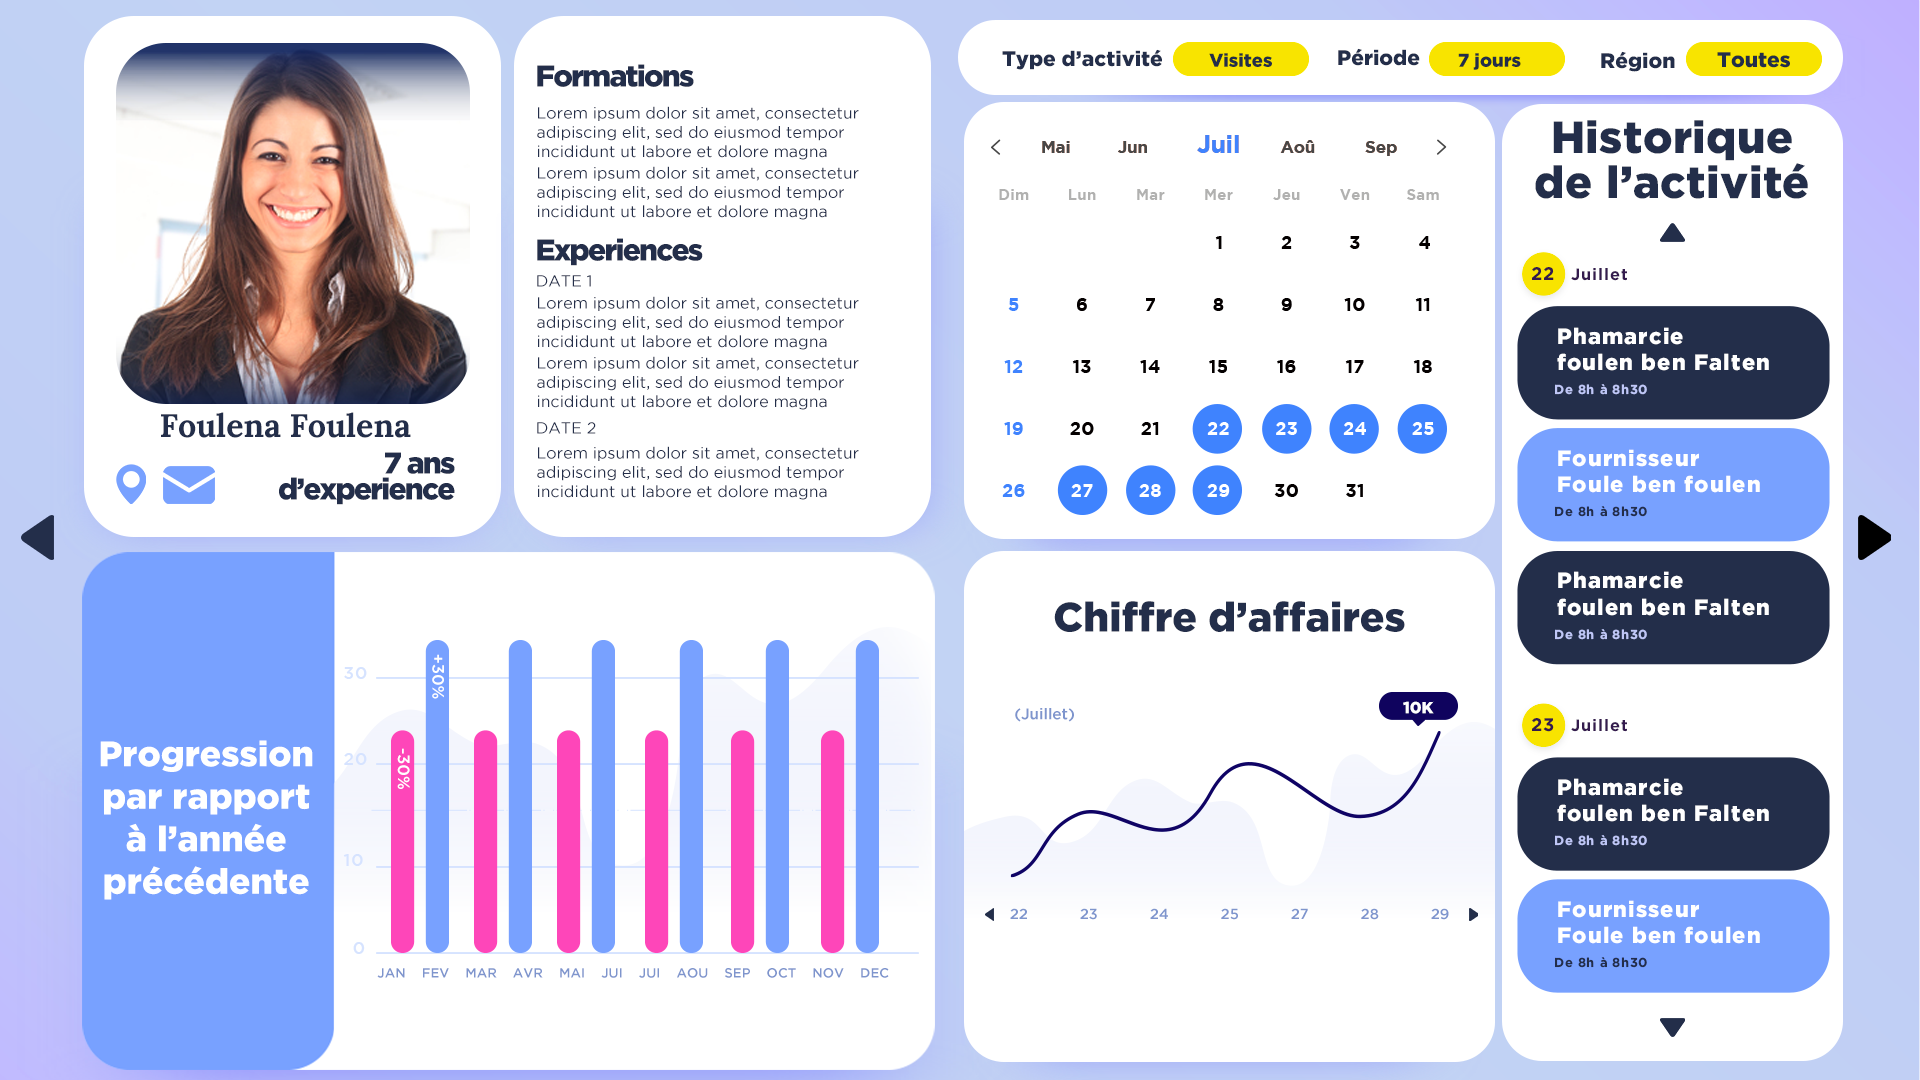 Foulena Foulena
7 ans
d'experience
Formations
Lorem ipsum dolor sit amet, consectetur
adipiscing elit, sed do eiusmod tempor
incididunt ut labore et dolore magna
Lorem ipsum dolor sit amet, consectetur
adipiscing elit, sed do eiusmod tempor
incididunt ut labore et dolore magna
Experiences
DATE 1
Lorem ipsum dolor sit amet, consectetur
adipiscing elit, sed do eiusmod tempor
incididunt ut labore et dolore magna
Lorem ipsum dolor sit amet, consectetur
adipiscing elit, sed do eiusmod tempor
incididunt ut labore et dolore magna
DATE 2
Lorem ipsum dolor sit amet, consectetur
adipiscing elit, sed do eiusmod tempor
incididunt ut labore et dolore magna
Type d'activité Visites Période 7 jours Région Toutes
Mai Jun Juil Aoû Sep
Dim Lun Mar Mer Jeu Ven Sam
1 2 3 4
5 6 7 8 9 10 11
12 13 14 15 16 17 18
19 20 21 22 23 24 25
26 27 28 29 30 31
Historique
de l'activité
22 Juillet
Phamarcie
foulen ben Falten
De 8h à 8h30
Fournisseur
Foule ben foulen
De 8h à 8h30
Phamarcie
foulen ben Falten
De 8h à 8h30
23 Juillet
Phamarcie
foulen ben Falten
De 8h à 8h30
Fournisseur
Foule ben foulen
De 8h à 8h30
Progression
par rapport
à l'année
précédente
30
20
10
0
-30%
+30%
JAN FEV MAR AVR MAI JUI JUI AOU SEP OCT NOV DEC
Chiffre d'affaires
(Juillet)
10K
22 23 24 25 27 28 29